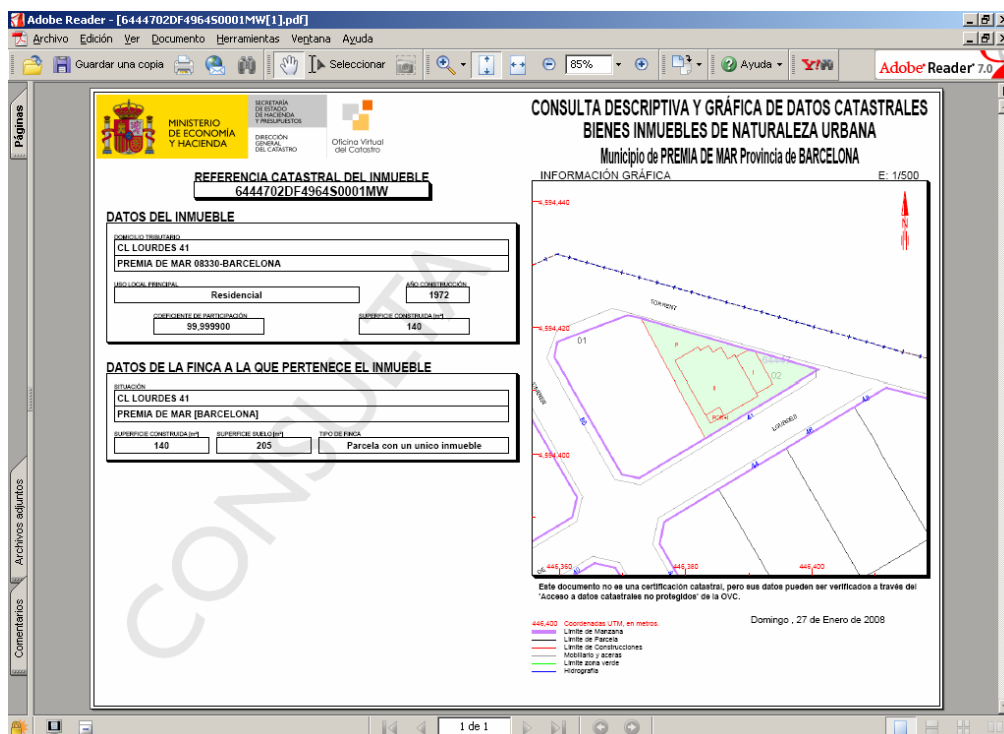 Adobe Reader - [6444702DF4964S0001MW[1].pdf]
Archivo Edición Ver Documento Herramientas Ventana Ayuda
Guardar una copia Seleccionar 85% Ayuda Y! Adobe Reader 7.0
Páginas
Archivos adjuntos
Comentarios
MINISTERIO
DE ECONOMÍA
Y HACIENDA
SECRETARÍA
DE ESTADO
DE HACIENDA
Y PRESUPUESTOS
DIRECCIÓN
GENERAL
DEL CATASTRO
Oficina Virtual
del Catastro
REFERENCIA CATASTRAL DEL INMUEBLE
6444702DF4964S0001MW
DATOS DEL INMUEBLE
DOMICILIO TRIBUTARIO
CL LOURDES 41
PREMIA DE MAR 08330-BARCELONA
USO LOCAL PRINCIPAL
Residencial
AÑO CONSTRUCCIÓN
1972
COEFICIENTE DE PARTICIPACIÓN
99,999900
SUPERFICIE CONSTRUIDA [m²]
140
DATOS DE LA FINCA A LA QUE PERTENECE EL INMUEBLE
SITUACIÓN
CL LOURDES 41
PREMIA DE MAR [BARCELONA]
SUPERFICIE CONSTRUIDA [m²]
140
SUPERFICIE SUELO [m²]
205
TIPO DE FINCA
Parcela con un unico inmueble
CONSULTA
CONSULTA DESCRIPTIVA Y GRÁFICA DE DATOS CATASTRALES
BIENES INMUEBLES DE NATURALEZA URBANA
Municipio de PREMIA DE MAR Provincia de BARCELONA
INFORMACIÓN GRÁFICA E: 1/500
4,594,440
N
TORRENT
4,594,420
01
P
02
II
I
41
LOURDES
43
46
44
4,594,400
446,360 446,380 446,400
DE
Este documento no es una certificación catastral, pero sus datos pueden ser verificados a través del
'Acceso a datos catastrales no protegidos' de la OVC.
Domingo , 27 de Enero de 2008
446,400 Coordenadas UTM, en metros.
Límite de Manzana
Límite de Parcela
Límite de Construcciones
Mobiliario y aceras
Límite zona verde
Hidrografía
1 de 1